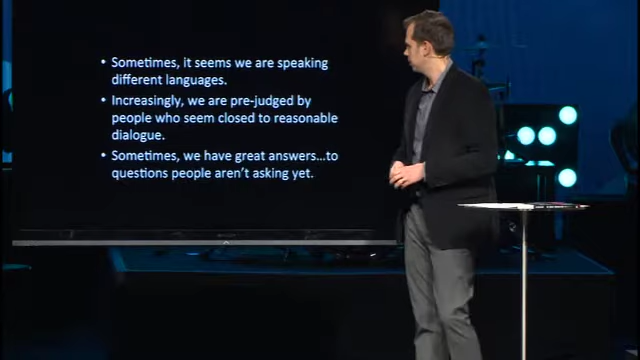 • Sometimes, it seems we are speaking
different languages.
• Increasingly, we are pre-judged by
people who seem closed to reasonable
dialogue.
• Sometimes, we have great answers...to
questions people aren't asking yet.